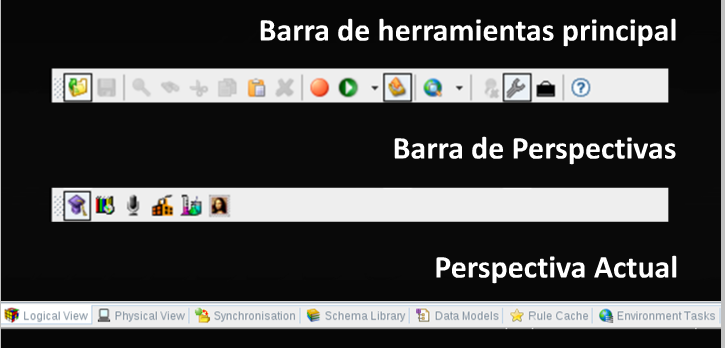 Barra de herramientas principal
Barra de Perspectivas
Perspectiva Actual
Logical View Physical View Synchronisation Schema Library Data Models Rule Cache Environment Tasks